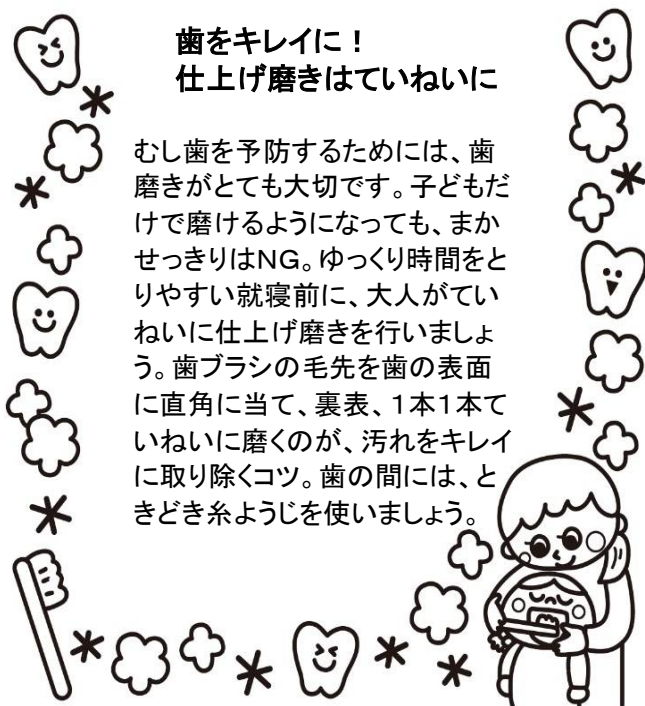 歯をキレイに！
仕上げ磨きはていねいに
むし歯を予防するためには、歯
磨きがとても大切です。子どもだ
けで磨けるようになっても、まか
せっきりはNG。ゆっくり時間をと
りやすい就寝前に、大人がてい
ねいに仕上げ磨きを行いましょ
う。歯ブラシの毛先を歯の表面
に直角に当て、裏表、1本1本て
いねいに磨くのが、汚れをキレイ
に取り除くコツ。歯の間には、と
きどき糸ようじを使いましょう。